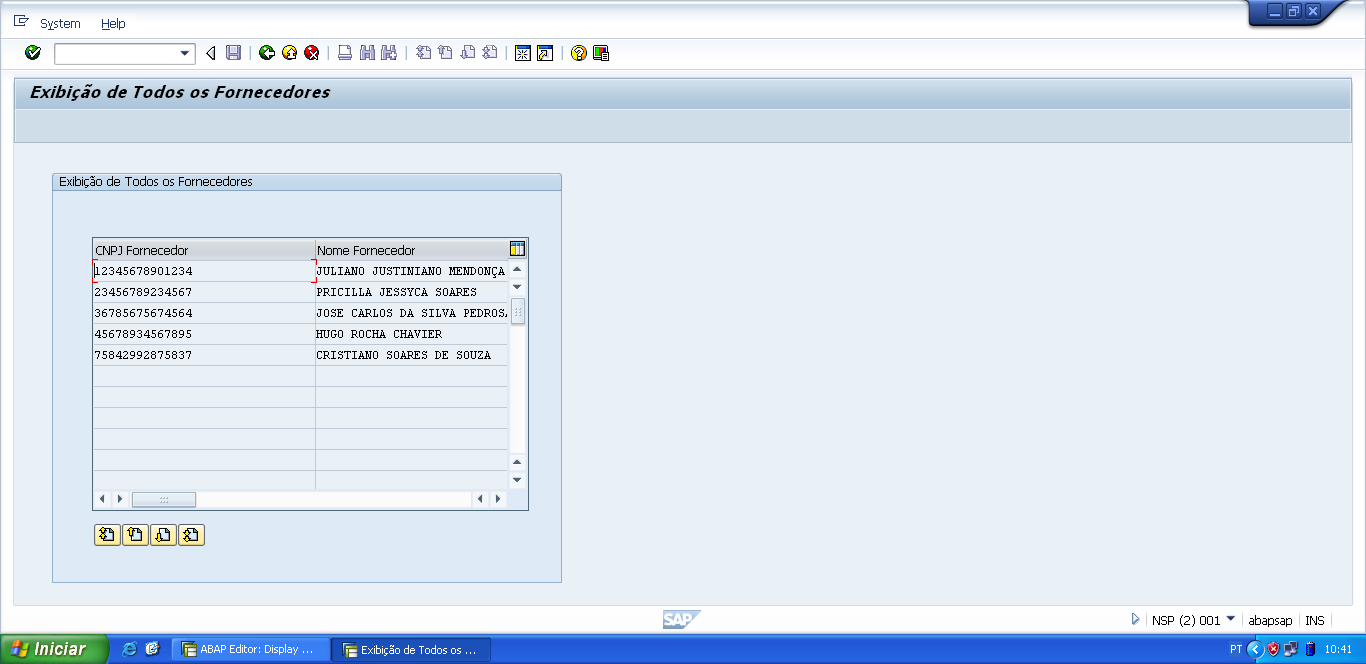 System Help
Exibição de Todos os Fornecedores
Exibição de Todos os Fornecedores
CNPJ Fornecedor Nome Fornecedor
12345678901234 JULIANO JUSTINIANO MENDONÇA
23456789234567 PRICILLA JESSYCA SOARES
36785675674564 JOSE CARLOS DA SILVA PEDROS
45678934567895 HUGO ROCHA CHAVIER
75842992875837 CRISTIANO SOARES DE SOUZA
SAP NSP (2) 001 abapsap INS
Iniciar ABAP Editor: Display ... Exibição de Todos os ... PT 10:41